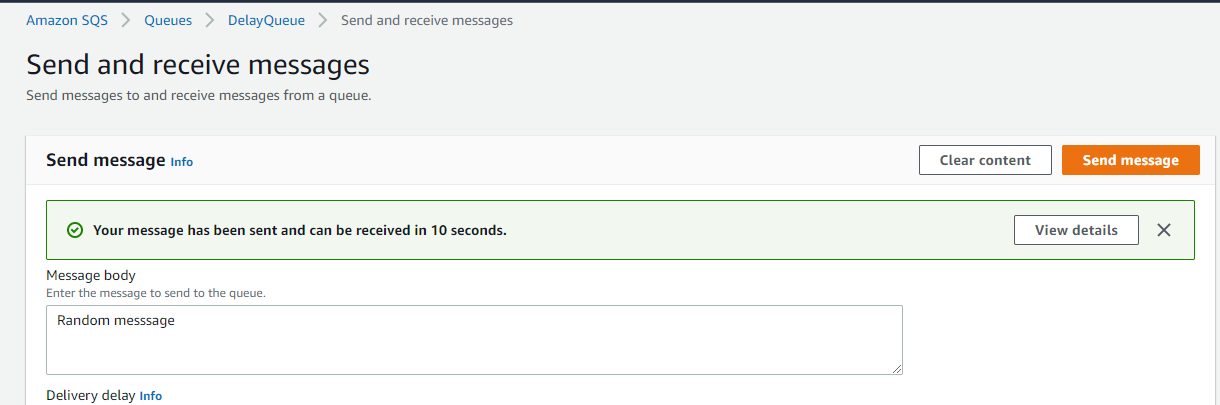 Amazon SQS > Queues > DelayQueue > Send and receive messages
Send and receive messages
Send messages to and receive messages from a queue.
Send message Info
Clear content
Send message
Your message has been sent and can be received in 10 seconds.
View details
Message body
Enter the message to send to the queue.
Random messsage
Delivery delay Info